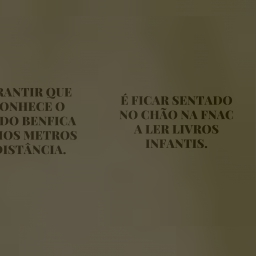 RANTIR QUE
ONHECE O
DO BENFICA
IOS METROS
DISTÂNCIA.
É FICAR SENTADO
NO CHÃO NA FNAC
A LER LIVROS
INFANTIS.